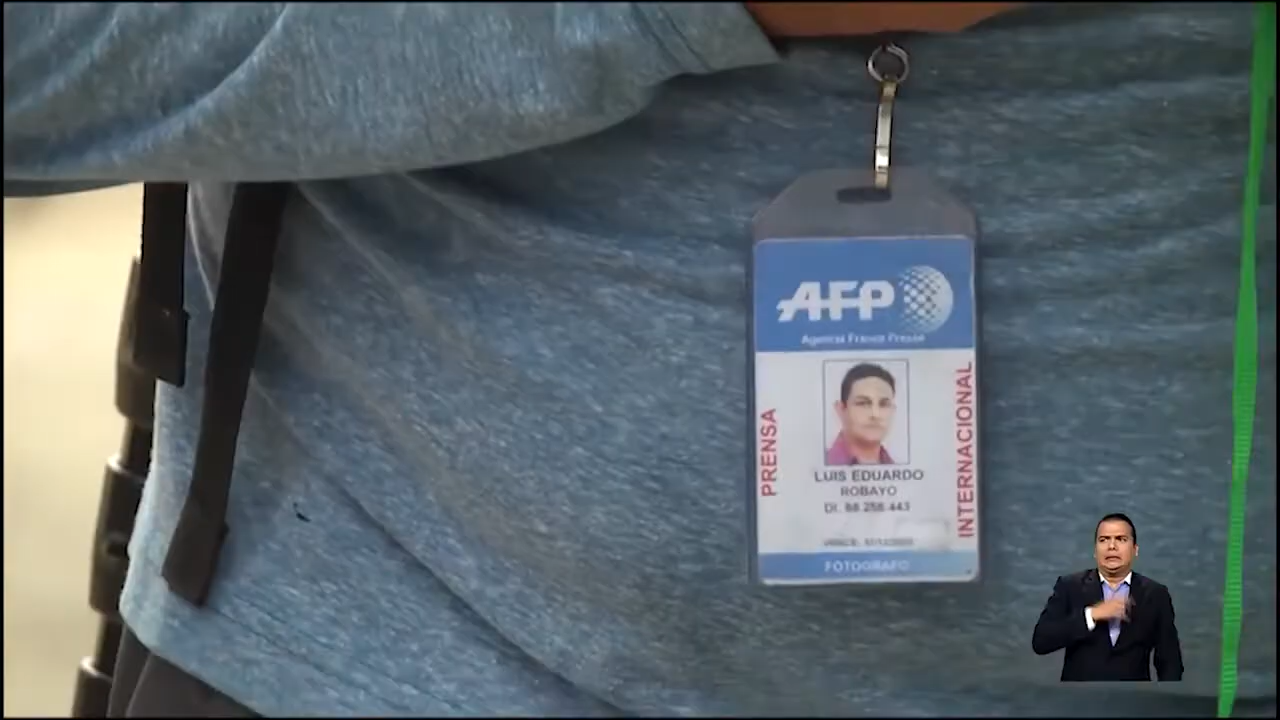 AFP
Agence France Presse
PRENSA
INTERNACIONAL
LUIS EDUARDO
ROBAYO
FOTOGRAFO